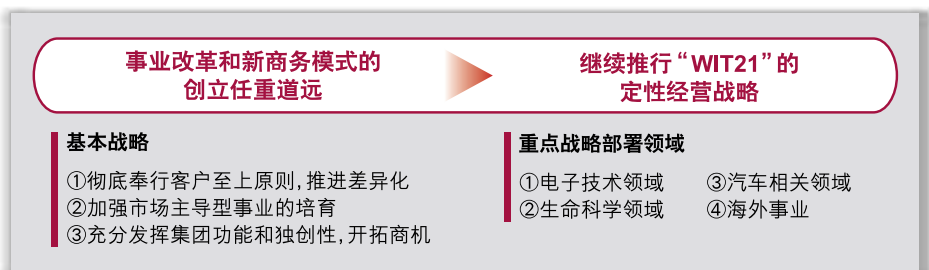 事业改革和新商务模式的
创立任重道远
继续推行“WIT21”的
定性经营战略
基本战略
①彻底奉行客户至上原则,推进差异化
②加强市场主导型事业的培育
③充分发挥集团功能和独创性,开拓商机
重点战略部署领域
①电子技术领域 ③汽车相关领域
②生命科学领域 ④海外事业